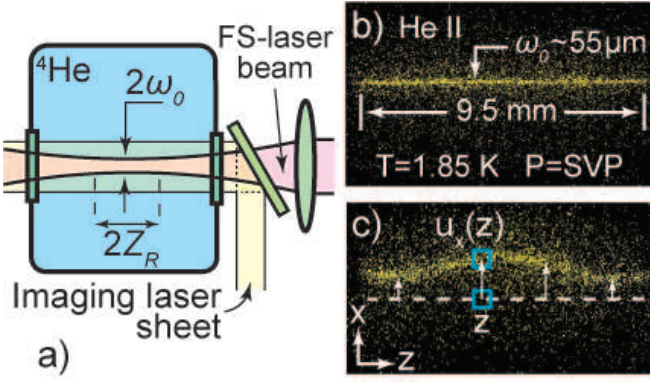 ⁴He
2ω₀
FS-laser
beam
2Z_R
Imaging laser
sheet
a)
b) He II
ω₀~55µm
9.5 mm
T=1.85 K P=SVP
c)
uₓ(z)
z
x
z